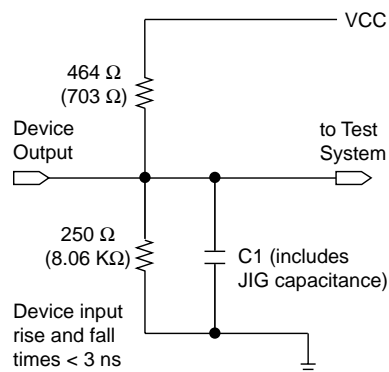 VCC
464 Ω
(703 Ω)
Device
Output
to Test
System
250 Ω
(8.06 KΩ)
C1 (includes
JIG capacitance)
Device input
rise and fall
times < 3 ns